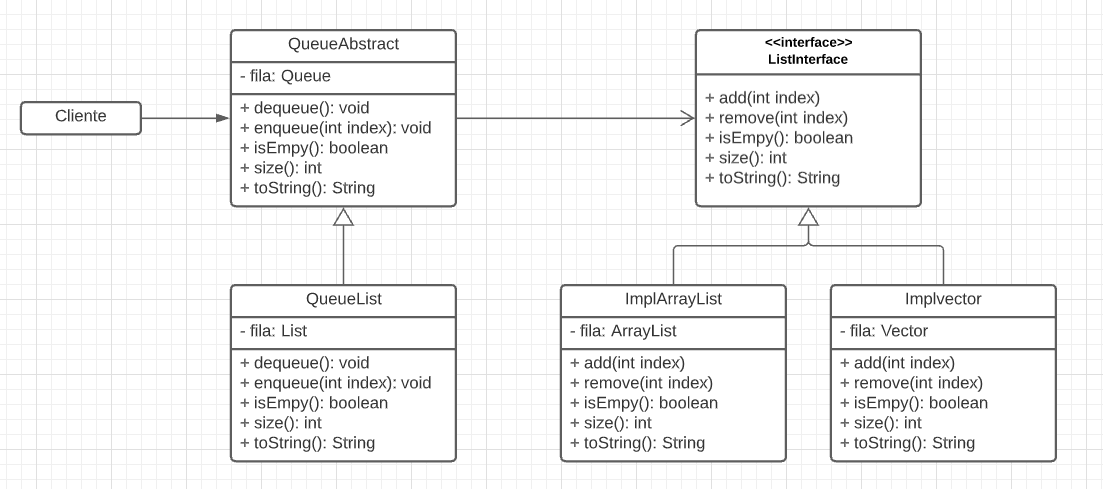 Cliente
QueueAbstract
- fila: Queue
+ dequeue(): void
+ enqueue(int index): void
+ isEmpy(): boolean
+ size(): int
+ toString(): String
<<interface>>
ListInterface
+ add(int index)
+ remove(int index)
+ isEmpy(): boolean
+ size(): int
+ toString(): String
QueueList
- fila: List
+ dequeue(): void
+ enqueue(int index): void
+ isEmpy(): boolean
+ size(): int
+ toString(): String
ImplArrayList
- fila: ArrayList
+ add(int index)
+ remove(int index)
+ isEmpy(): boolean
+ size(): int
+ toString(): String
Implvector
- fila: Vector
+ add(int index)
+ remove(int index)
+ isEmpy(): boolean
+ size(): int
+ toString(): String